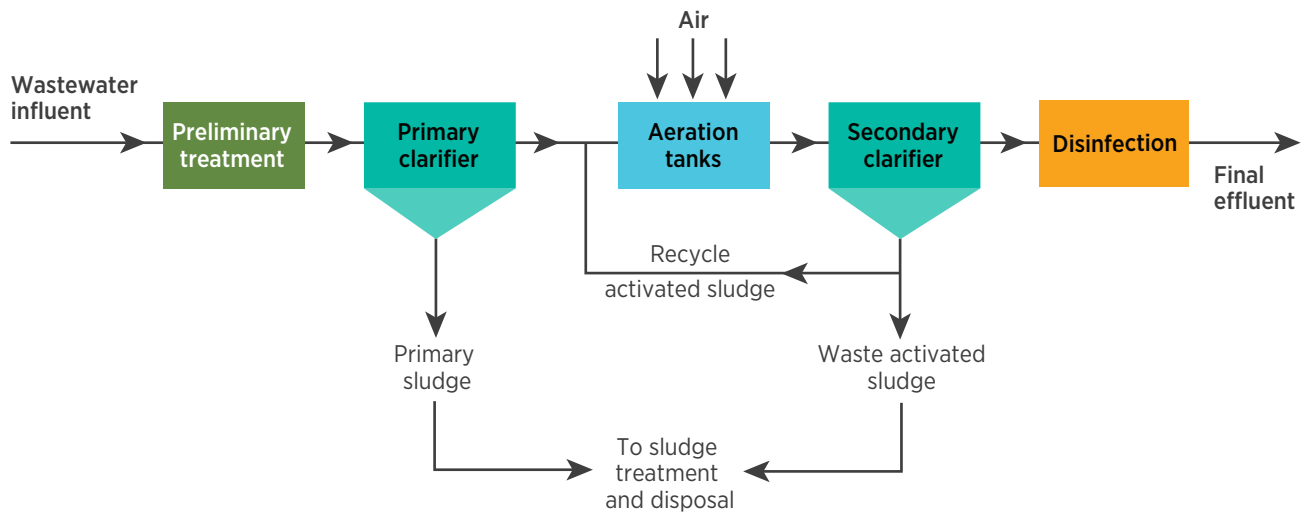 Air
Wastewater
influent
Preliminary
treatment
Primary
clarifier
Aeration
tanks
Secondary
clarifier
Disinfection
Final
effluent
Recycle
activated sludge
Primary
sludge
Waste activated
sludge
To sludge
treatment
and disposal